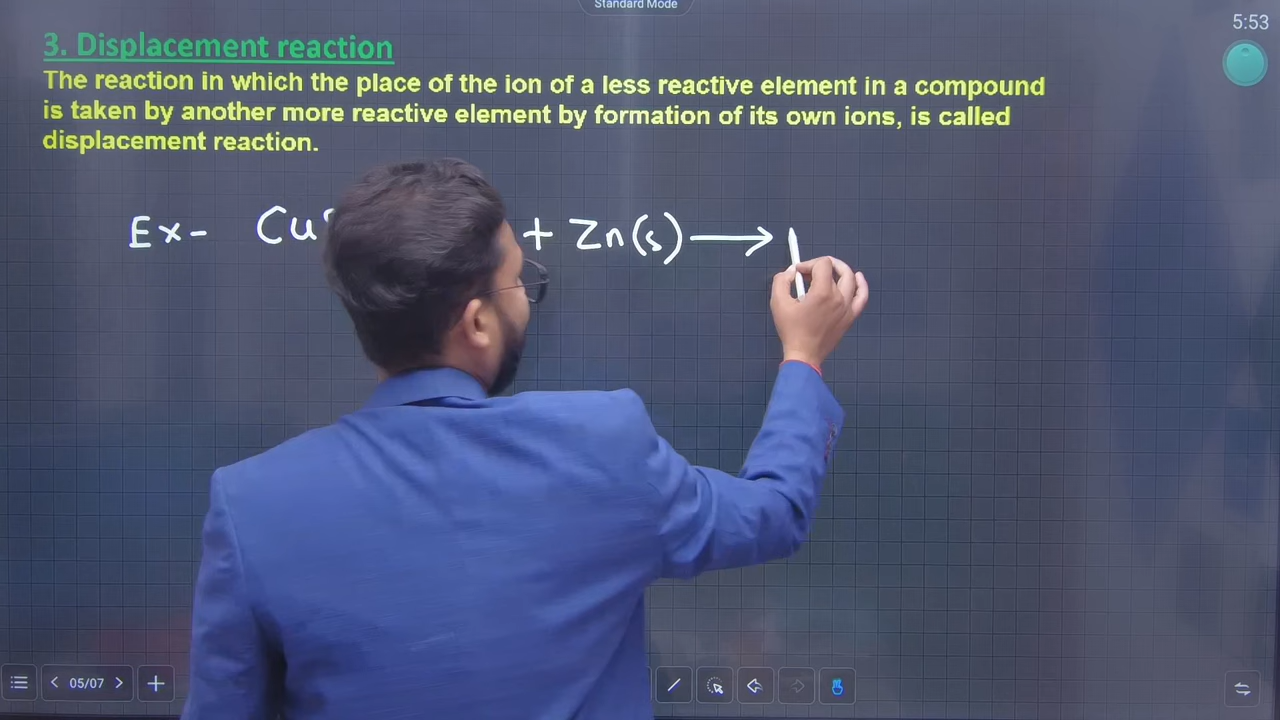 Standard Mode
5:53
3. Displacement reaction
The reaction in which the place of the ion of a less reactive element in a compound
is taken by another more reactive element by formation of its own ions, is called
displacement reaction.
Ex- Cu + Zn(s) →
05/07